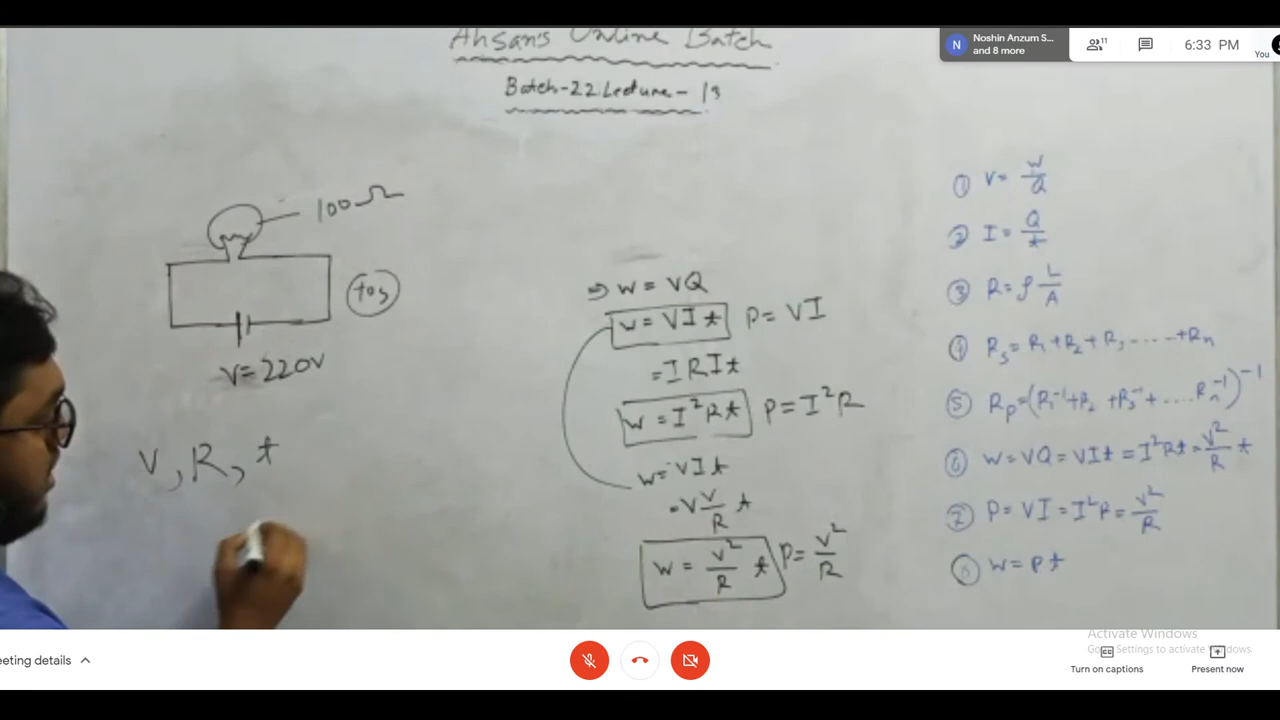 Ahsan's Online Batch
Batch-22 Lecture-
Noshin Anzum S...
and 8 more
N
11
6:33 PM
You
100Ω
10s
V=220V
V, R, t
⇒ W = VQ
W = VIt P = VI
= IRIt
W = I²Rt P = I²R
W = VIt
= V V/R t
W = V²/R t P = V²/R
① V = W/Q
② I = Q/t
③ R = ρ L/A
④ Rs = R1 + R2 + R3 ...... + Rn
⑤ Rp = (R1⁻¹ + R2 + R3⁻¹ + .... Rn⁻¹)⁻¹
⑥ W = VQ = VIt = I²Rt = V²/R t
⑦ P = VI = I²R = V²/R
⑧ W = Pt
Activate Windows
Go to Settings to activate Windows.
eeting details
Turn on captions
Present now